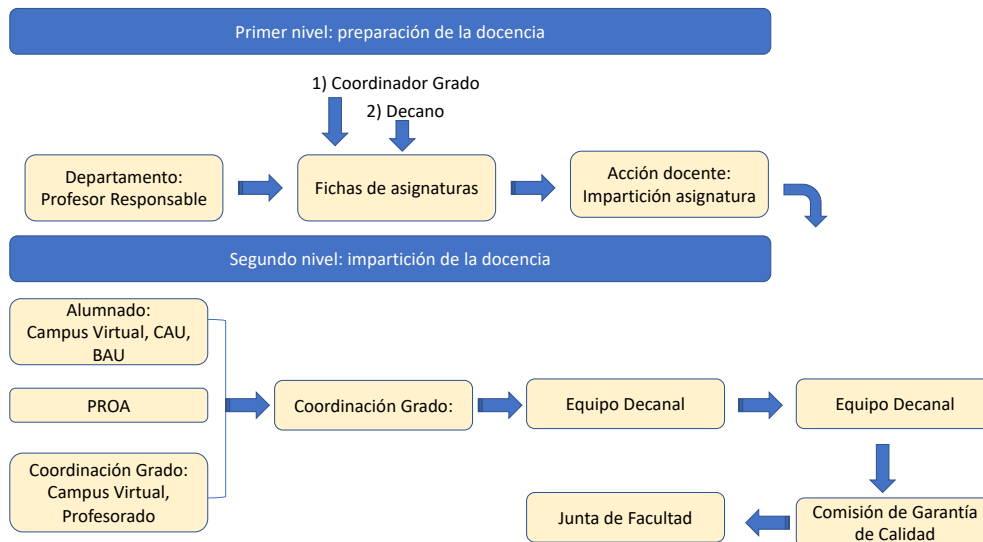 Primer nivel: preparación de la docencia
1) Coordinador Grado
2) Decano
Departamento:
Profesor Responsable
Fichas de asignaturas
Acción docente:
Impartición asignatura
Segundo nivel: impartición de la docencia
Alumnado:
Campus Virtual, CAU,
BAU
PROA
Coordinación Grado:
Campus Virtual,
Profesorado
Coordinación Grado:
Equipo Decanal
Equipo Decanal
Junta de Facultad
Comisión de Garantía
de Calidad